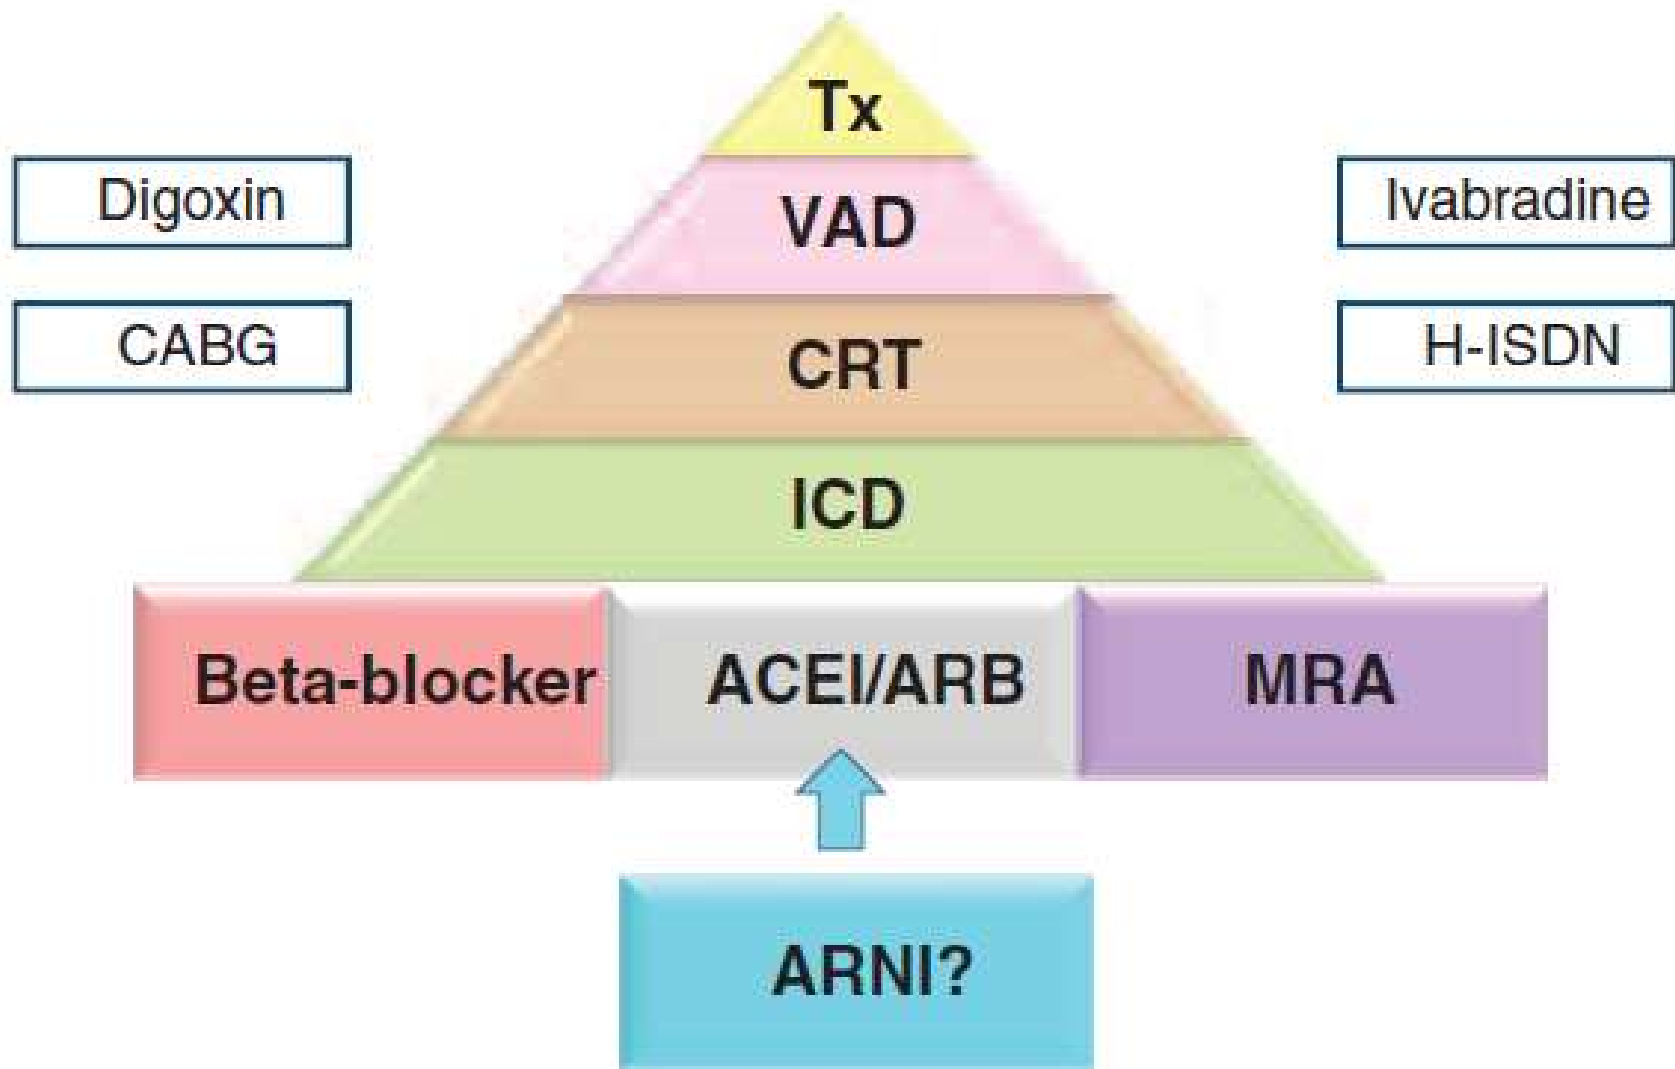 Tx
Digoxin
VAD
Ivabradine
CABG
CRT
H-ISDN
ICD
Beta-blocker
ACEI/ARB
MRA
ARNI?